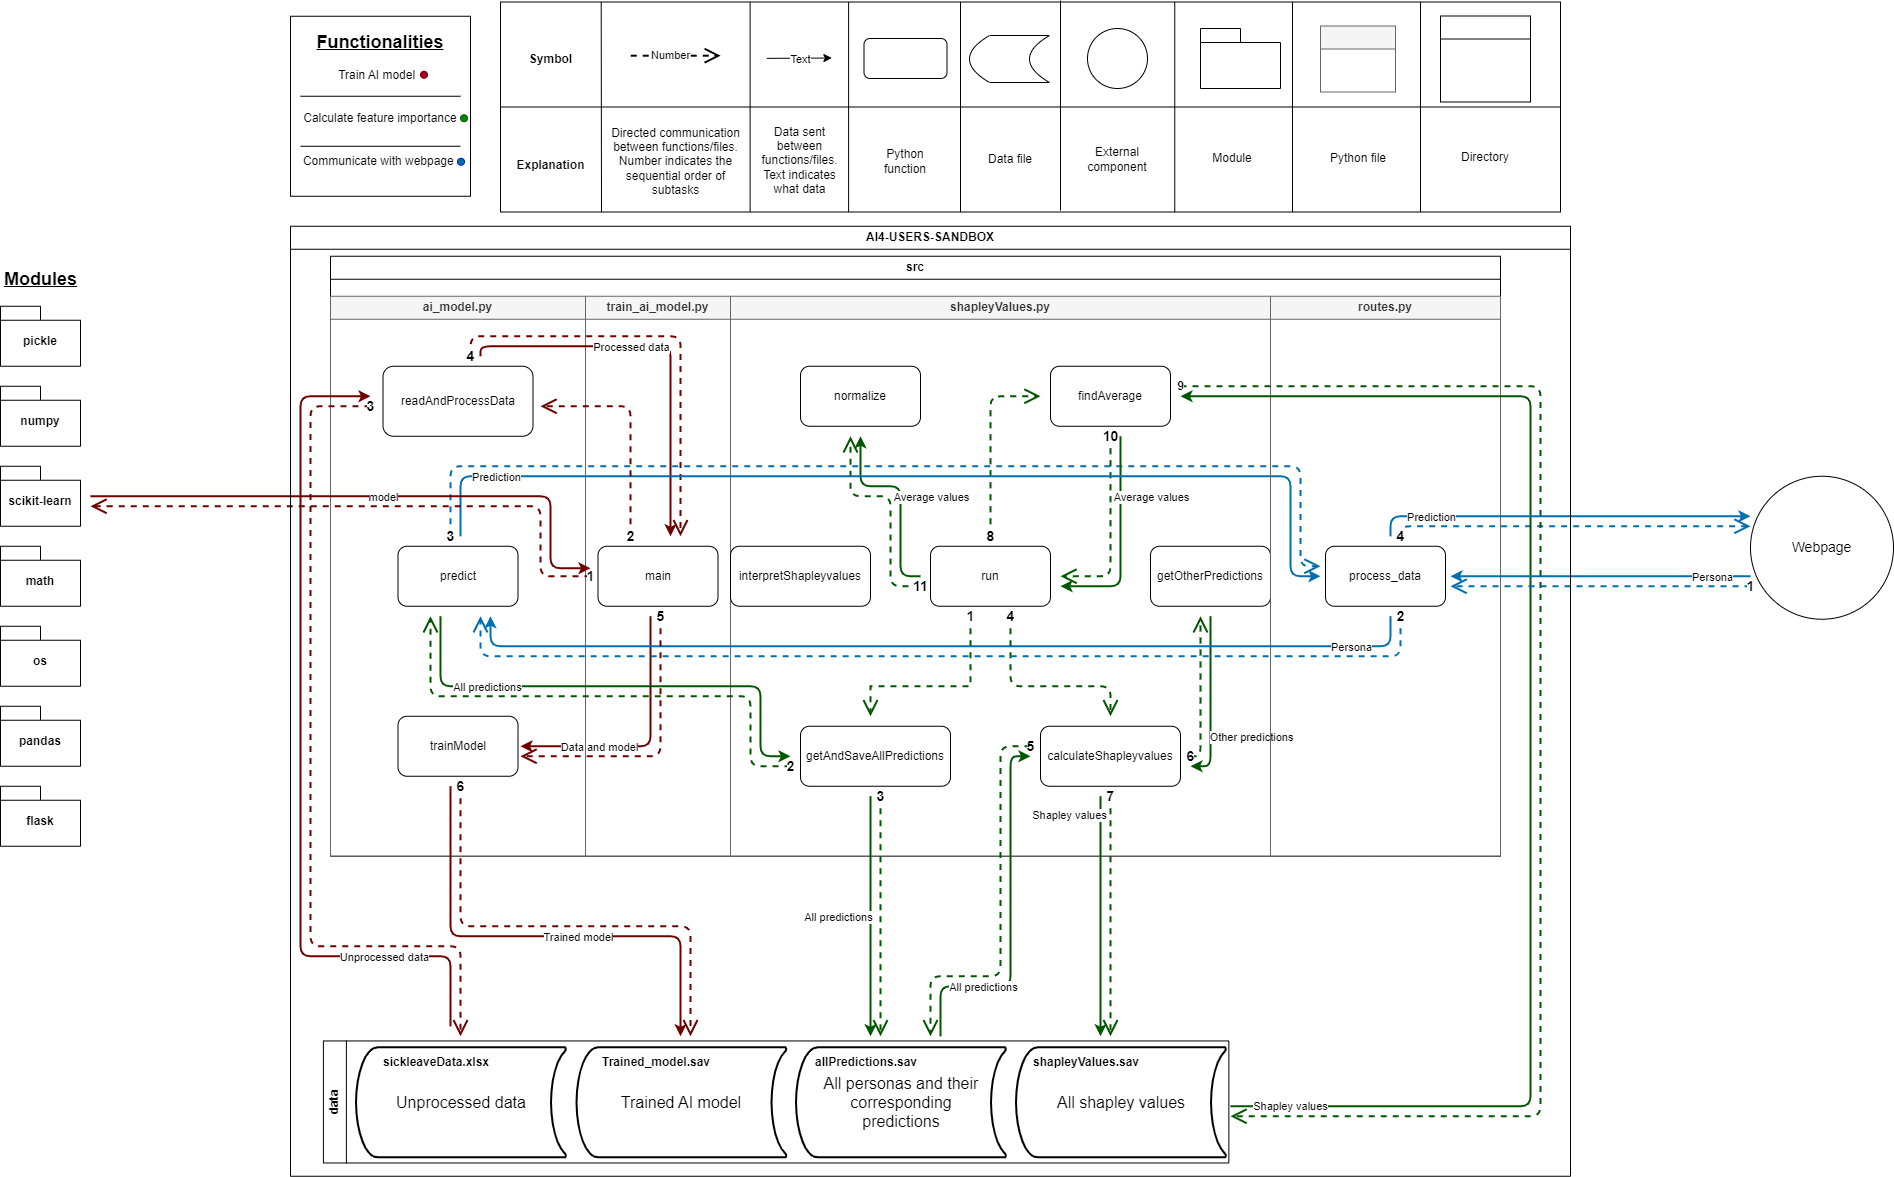 Functionalities
Train AI model
Calculate feature importance
Communicate with webpage
Symbol
Number
Text
Explanation
Directed communication
between functions/files.
Number indicates the
sequential order of
subtasks
Data sent
between
functions/files.
Text indicates
what data
Python
function
Data file
External
component
Module
Python file
Directory
AI4-USERS-SANDBOX
src
ai_model.py
train_ai_model.py
shapleyValues.py
routes.py
Modules
pickle
numpy
scikit-learn
math
os
pandas
flask
4
Processed data
readAndProcessData
3
normalize
findAverage
9
10
Prediction
model
Average values
Average values
3
2
8
Prediction
4
Webpage
predict
1
main
interpretShapleyvalues
11
run
getOtherPredictions
process_data
Persona
1
5
1
4
2
Persona
All predictions
trainModel
Data and model
getAndSaveAllPredictions
2
5
calculateShapleyvalues
6
Other predictions
6
3
7
Shapley values
All predictions
Trained model
Unprocessed data
All predictions
data
sickleaveData.xlsx
Unprocessed data
Trained_model.sav
Trained AI model
allPredictions.sav
All personas and their
corresponding
predictions
shapleyValues.sav
All shapley values
Shapley values